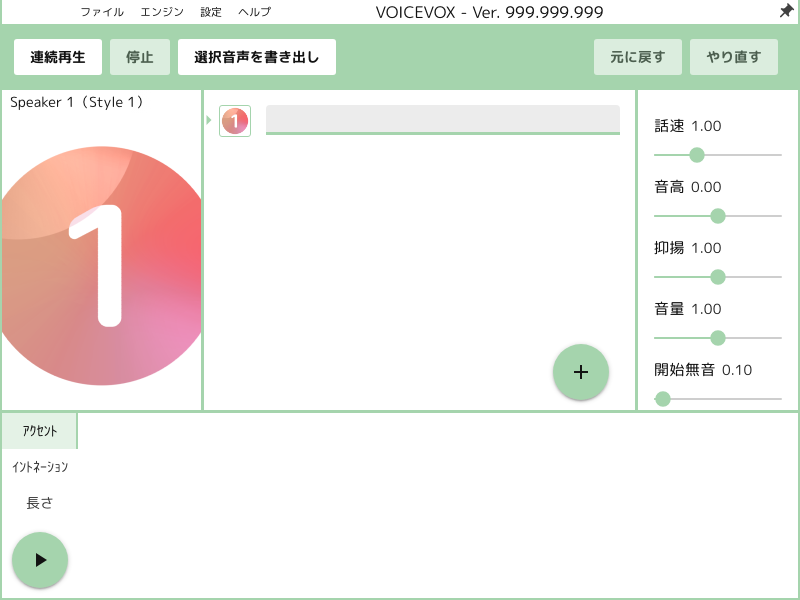 ファイル エンジン 設定 ヘルプ VOICEVOX - Ver. 999.999.999
連続再生 停止 選択音声を書き出し 元に戻す やり直す
Speaker 1（Style 1）
1
1
話速 1.00
音高 0.00
抑揚 1.00
音量 1.00
開始無音 0.10
アクセント
イントネーション
長さ